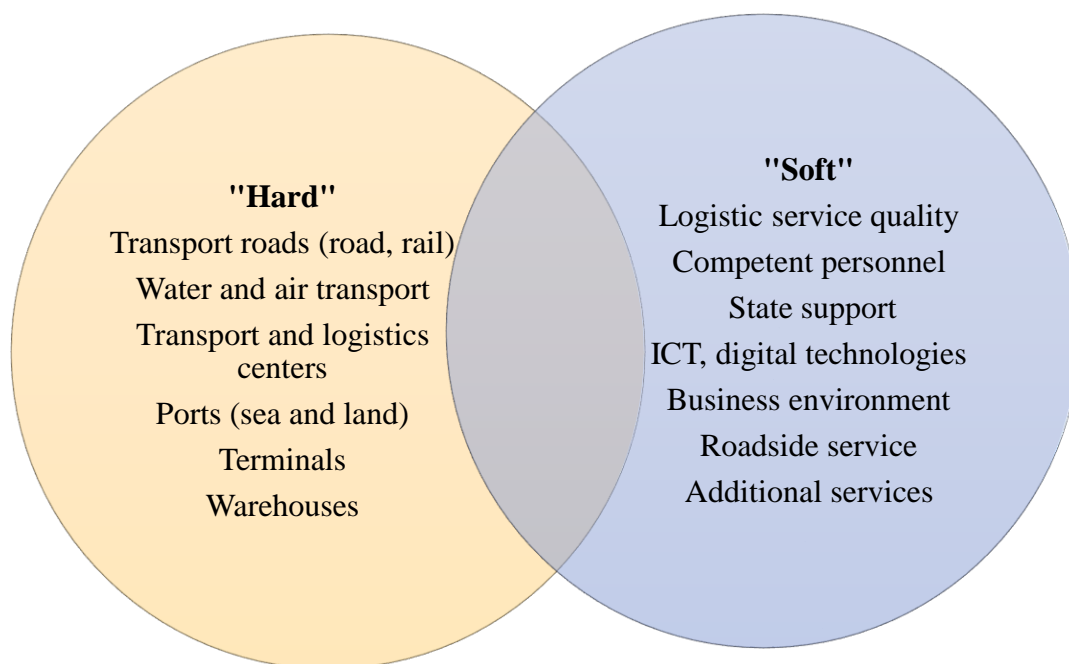 "Hard"
Transport roads (road, rail)
Water and air transport
Transport and logistics
centers
Ports (sea and land)
Terminals
Warehouses
"Soft"
Logistic service quality
Competent personnel
State support
ICT, digital technologies
Business environment
Roadside service
Additional services